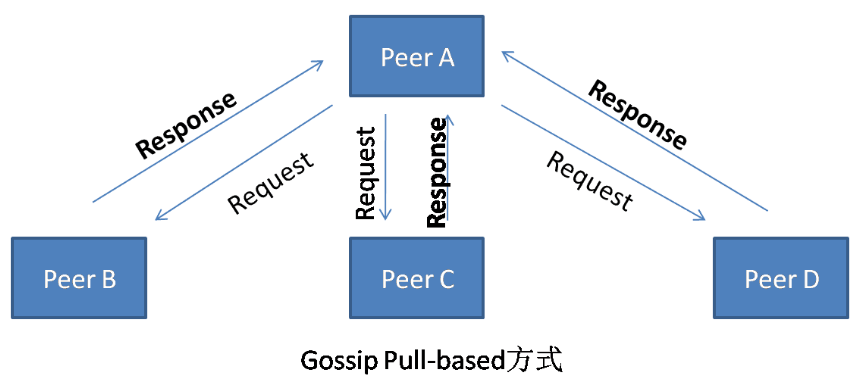 Peer A
Response
Request
Request
Response
Request
Response
Peer B
Peer C
Peer D
Gossip Pull-based方式